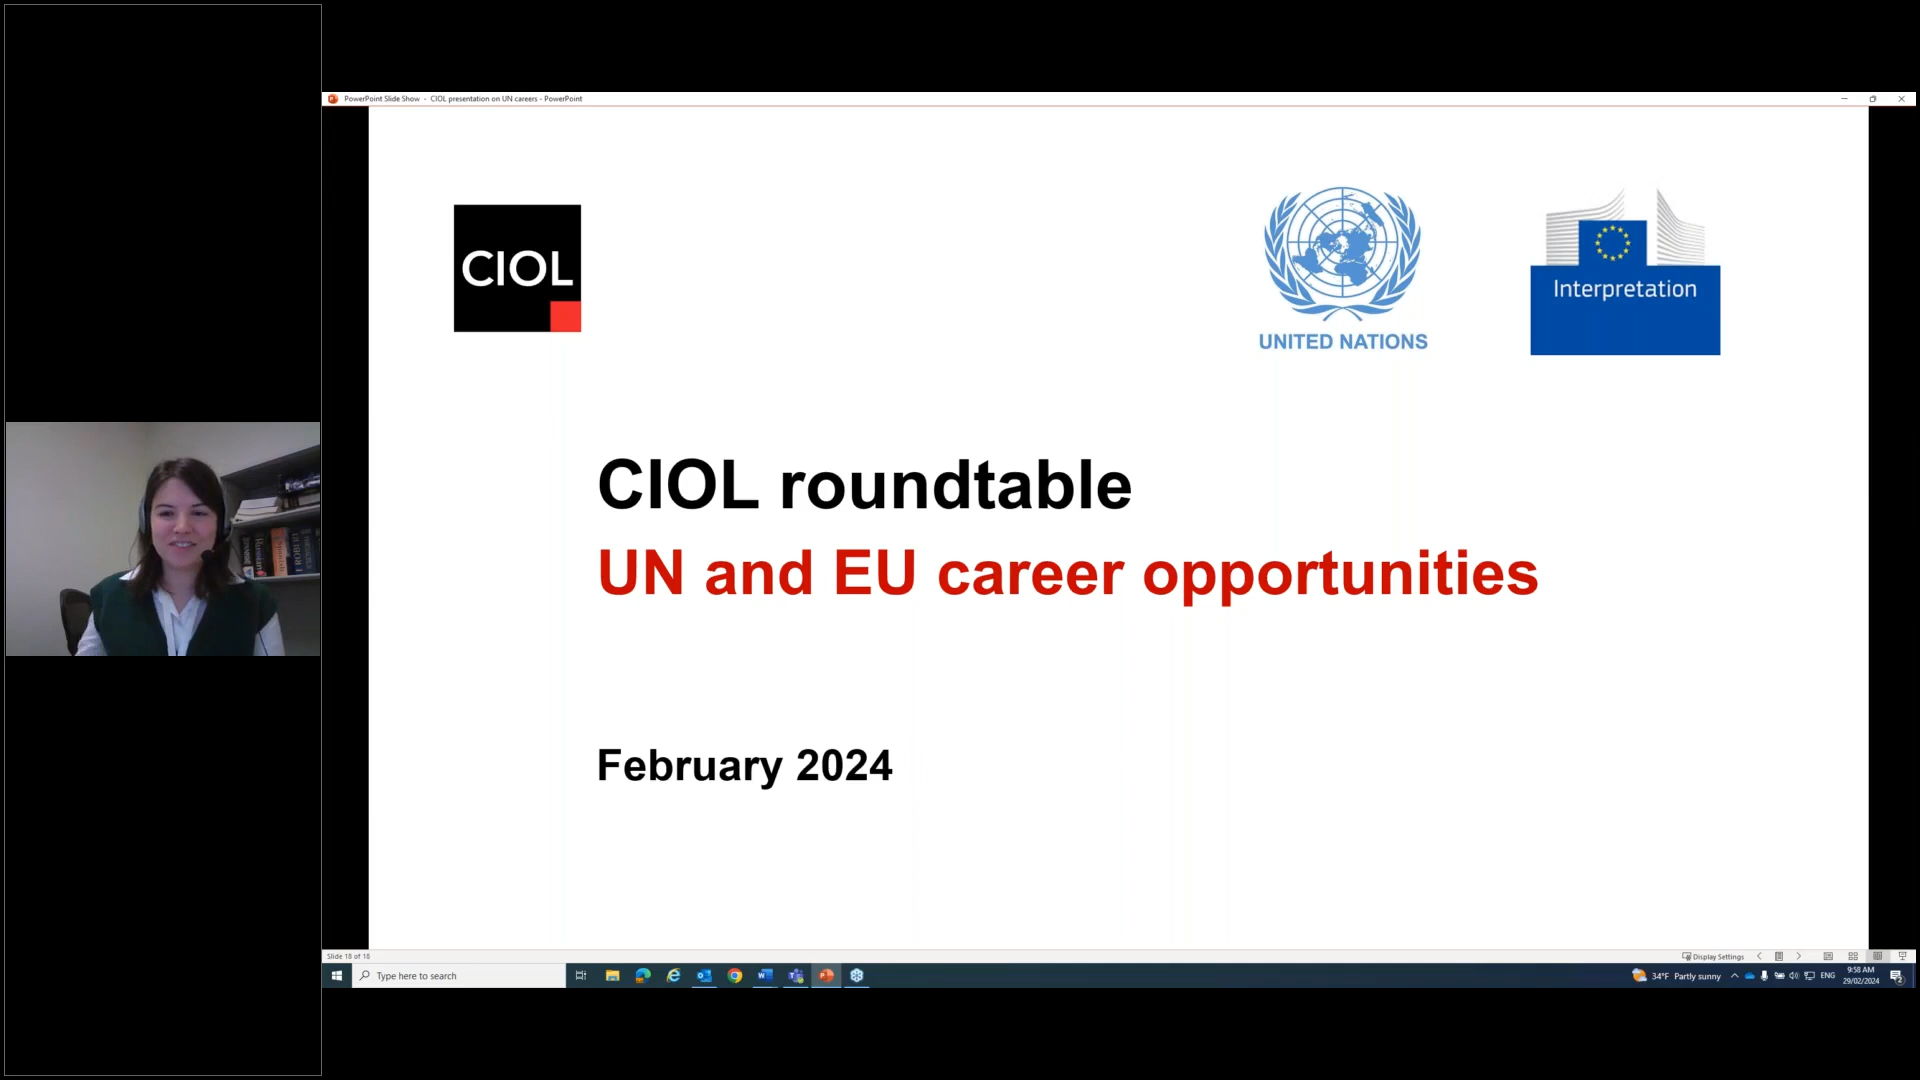 PowerPoint Slide Show - CIOL presentation on UN careers - PowerPoint
CIOL
UNITED NATIONS
Interpretation
CIOL roundtable
UN and EU career opportunities
February 2024
Slide 18 of 18
Display Settings
Type here to search
34°F Partly sunny
ENG
9:58 AM
29/02/2024